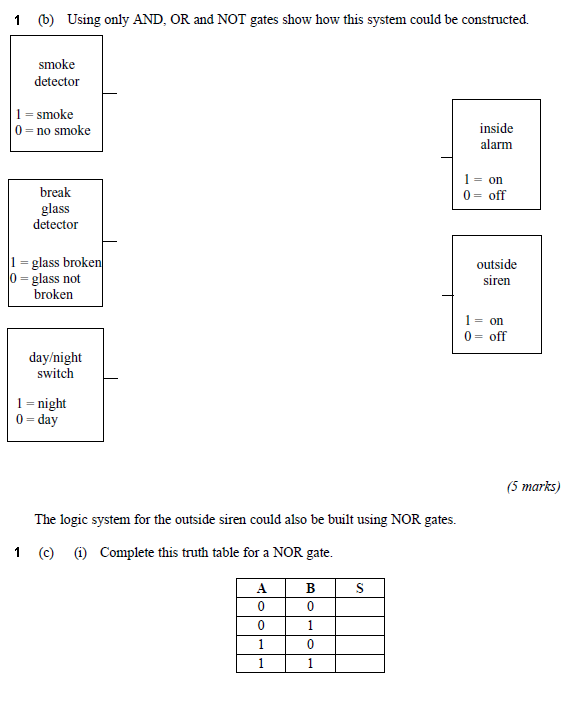 1 (b) Using only AND, OR and NOT gates show how this system could be constructed.
smoke
detector
1 = smoke
0 = no smoke
inside
alarm
1 = on
0 = off
break
glass
detector
1 = glass broken
0 = glass not
broken
outside
siren
1 = on
0 = off
day/night
switch
1 = night
0 = day
(5 marks)
The logic system for the outside siren could also be built using NOR gates.
1 (c) (i) Complete this truth table for a NOR gate.
A B S
0 0
0 1
1 0
1 1